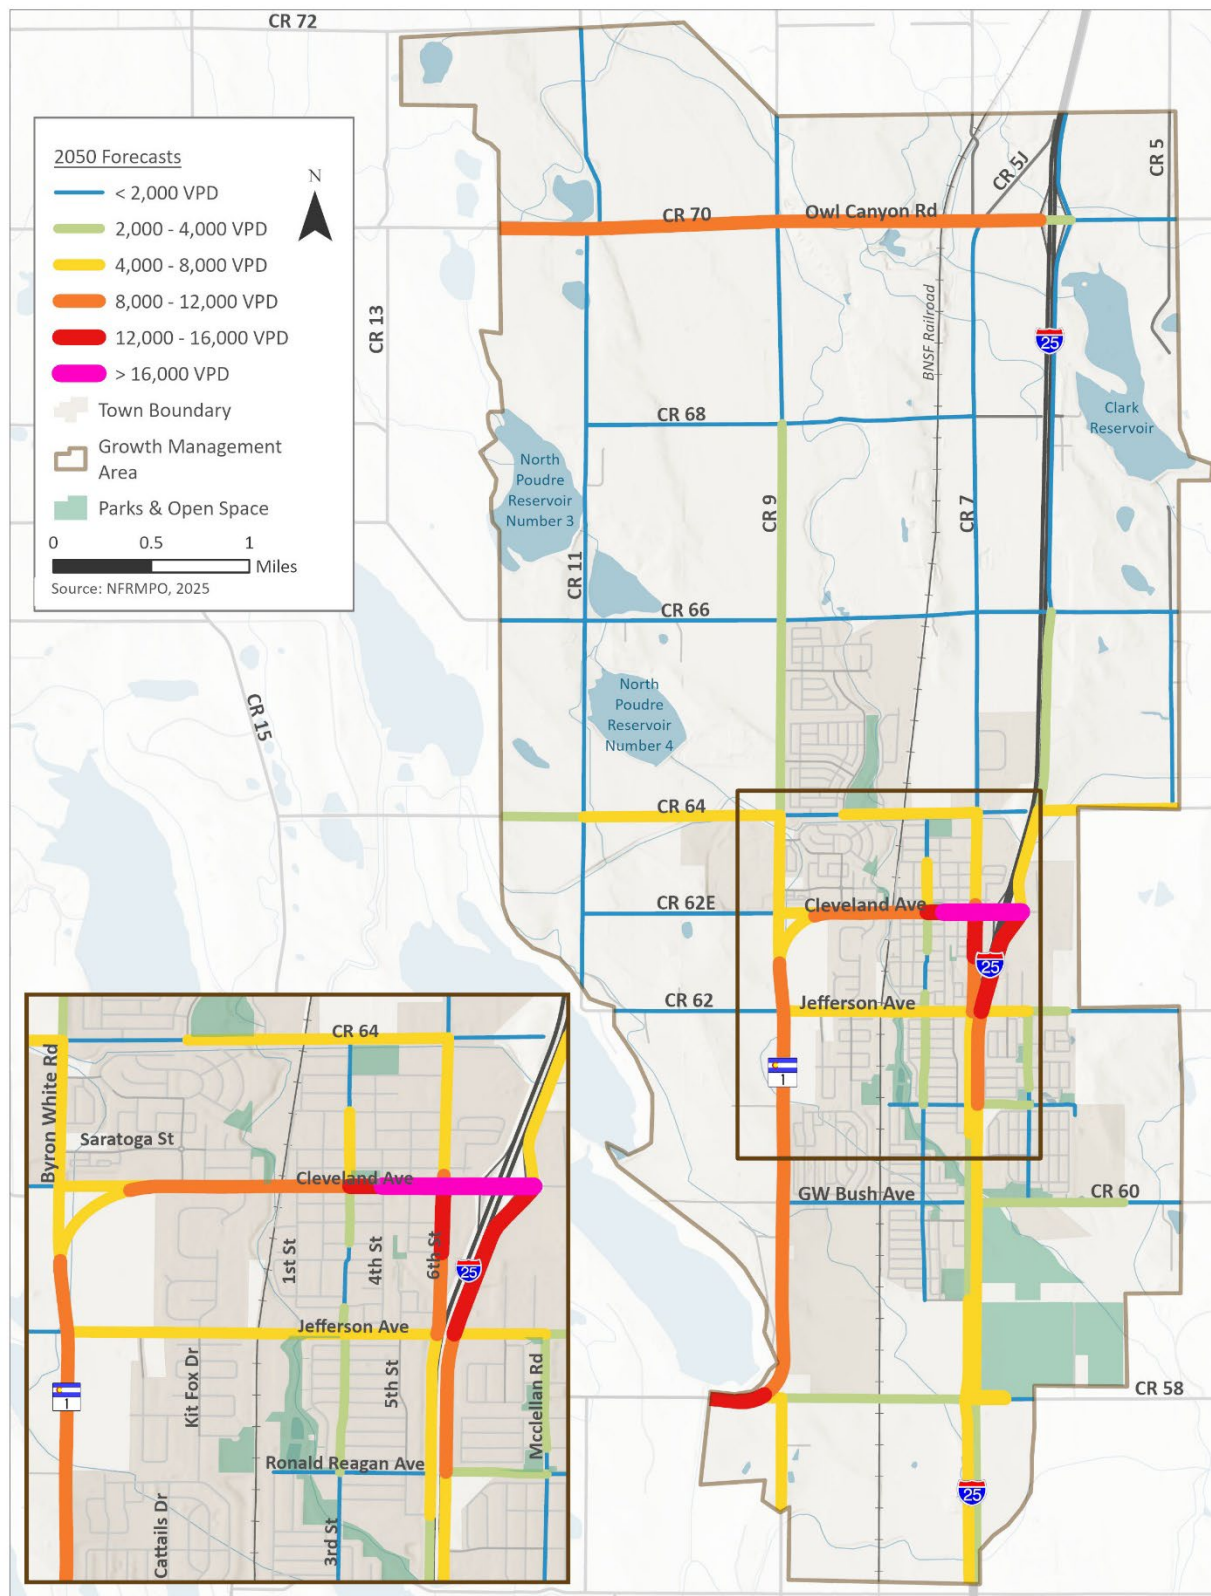 CR 72
2050 Forecasts
< 2,000 VPD
2,000 - 4,000 VPD
4,000 - 8,000 VPD
8,000 - 12,000 VPD
12,000 - 16,000 VPD
> 16,000 VPD
Town Boundary
Growth Management
Area
Parks & Open Space
0 0.5 1
Miles
Source: NFRMPO, 2025
N
CR 5
CR 5J
CR 70
Owl Canyon Rd
CR 13
BNSF Railroad
25
Clark
Reservoir
CR 68
North
Poudre
Reservoir
Number 3
CR 9
CR 7
CR 11
CR 66
North
Poudre
Reservoir
Number 4
CR 15
CR 64
CR 62E
Cleveland Ave
25
CR 62
Jefferson Ave
1
GW Bush Ave
CR 60
CR 58
25
CR 64
Byron White Rd
Saratoga St
Cleveland Ave
1st St
4th St
6th St
25
Jefferson Ave
1
Kit Fox Dr
5th St
Mcclellan Rd
Ronald Reagan Ave
Cattails Dr
3rd St